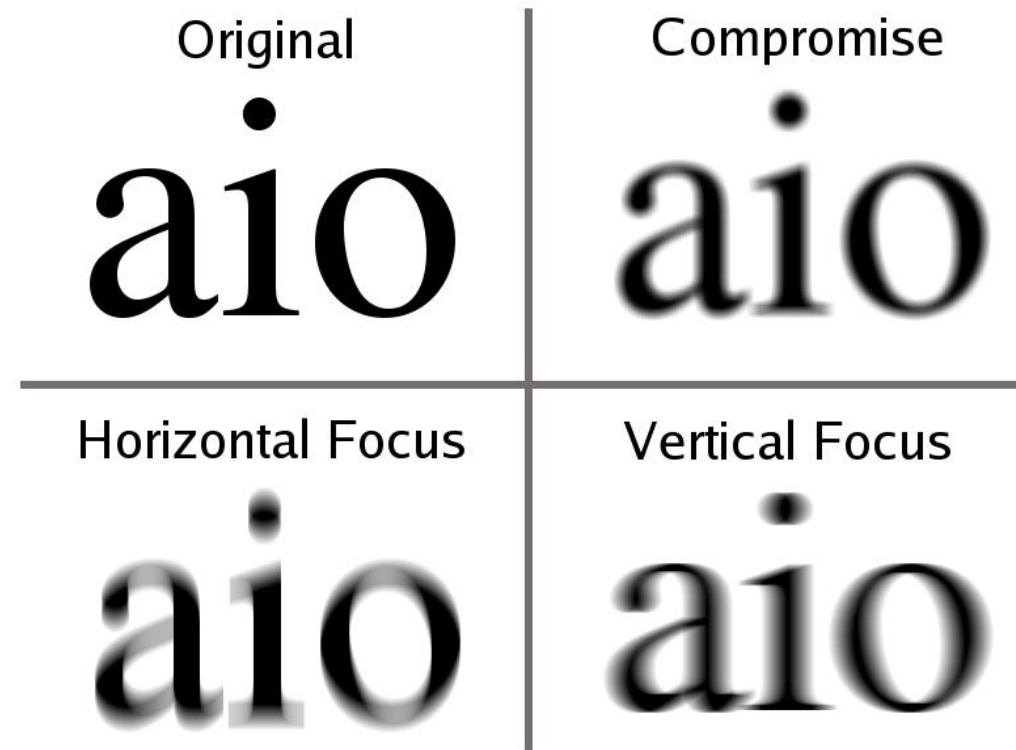 Original
aio
Compromise
aio
Horizontal Focus
aio
Vertical Focus
aio